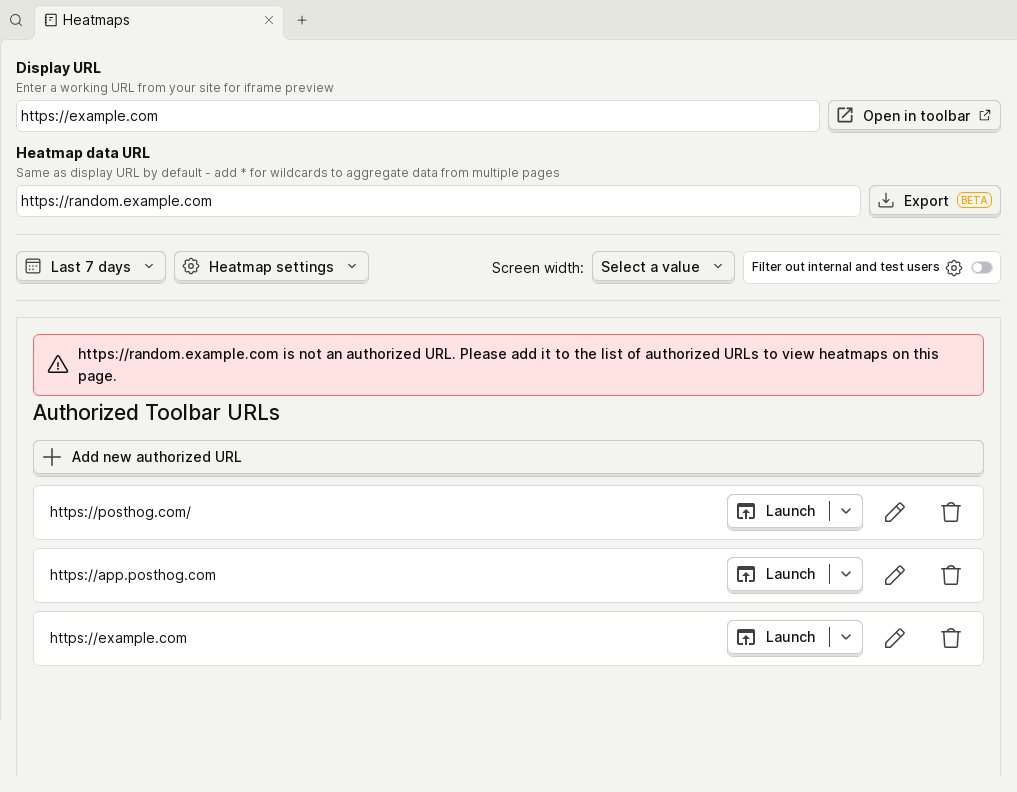 Heatmaps
Display URL
Enter a working URL from your site for iframe preview
https://example.com
Open in toolbar
Heatmap data URL
Same as display URL by default - add * for wildcards to aggregate data from multiple pages
https://random.example.com
Export BETA
Last 7 days
Heatmap settings
Screen width:
Select a value
Filter out internal and test users
https://random.example.com is not an authorized URL. Please add it to the list of authorized URLs to view heatmaps on this
page.
Authorized Toolbar URLs
Add new authorized URL
https://posthog.com/
Launch
https://app.posthog.com
Launch
https://example.com
Launch